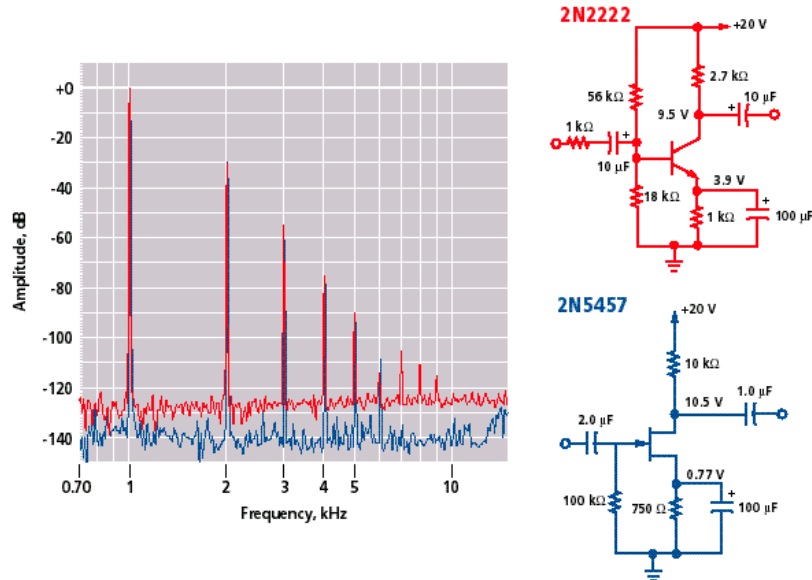 +0
-20
-40
-60
-80
-100
-120
-140
Amplitude, dB
0.70 1 2 3 4 5 10
Frequency, kHz
2N2222
+20 V
2.7 kΩ
56 kΩ
10 µF
9.5 V
1 kΩ
10 µF
3.9 V
18 kΩ
1 kΩ
100 µF
2N5457
+20 V
10 kΩ
10.5 V
1.0 µF
2.0 µF
0.77 V
100 kΩ
750 Ω
100 µF